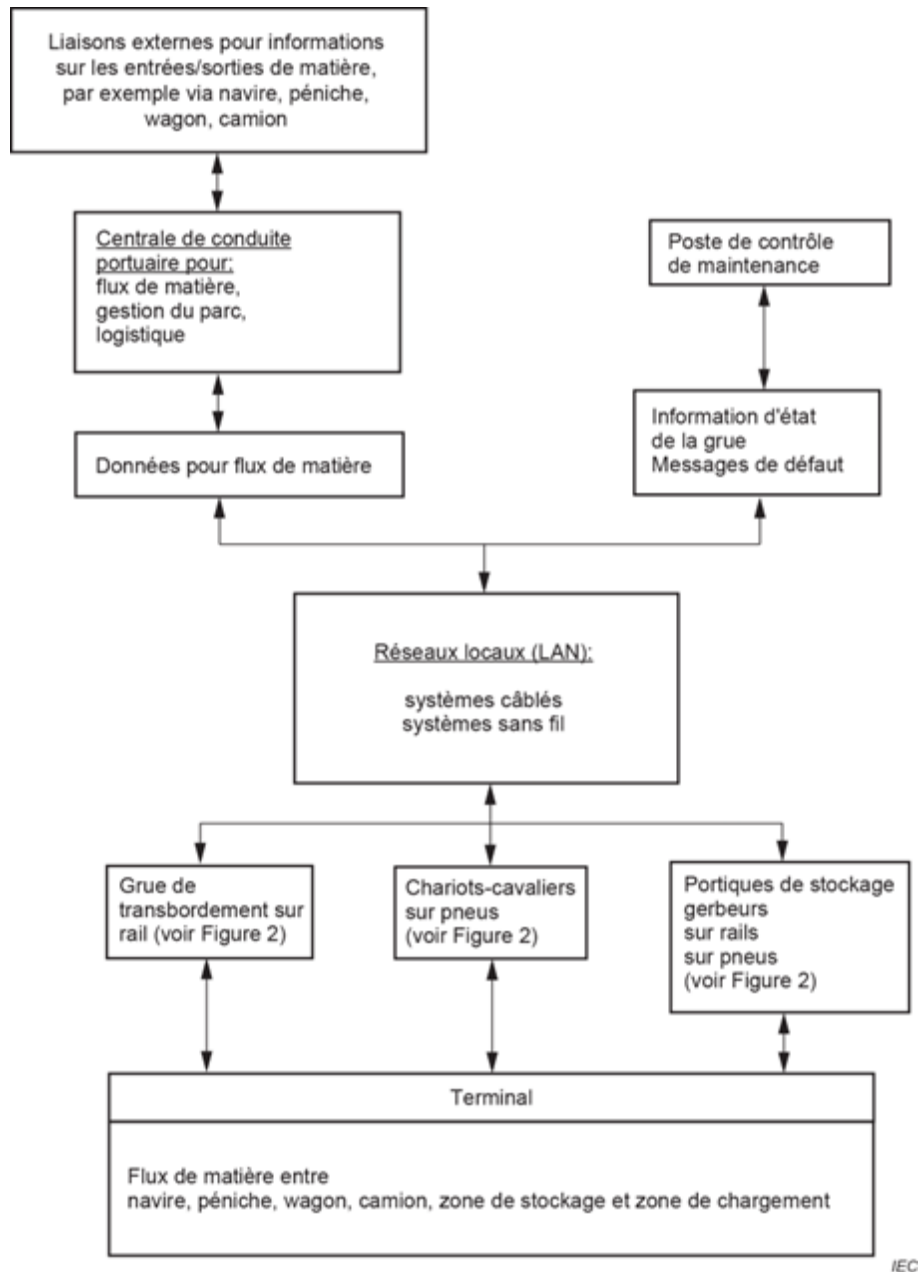 Liaisons externes pour informations
sur les entrées/sorties de matière,
par exemple via navire, péniche,
wagon, camion
Centrale de conduite
portuaire pour:
flux de matière,
gestion du parc,
logistique
Poste de contrôle
de maintenance
Données pour flux de matière
Information d'état
de la grue
Messages de défaut
Réseaux locaux (LAN):
systèmes câblés
systèmes sans fil
Grue de
transbordement sur
rail (voir Figure 2)
Chariots-cavaliers
sur pneus
(voir Figure 2)
Portiques de stockage
gerbeurs
sur rails
sur pneus
(voir Figure 2)
Terminal
Flux de matière entre
navire, péniche, wagon, camion, zone de stockage et zone de chargement
IEC